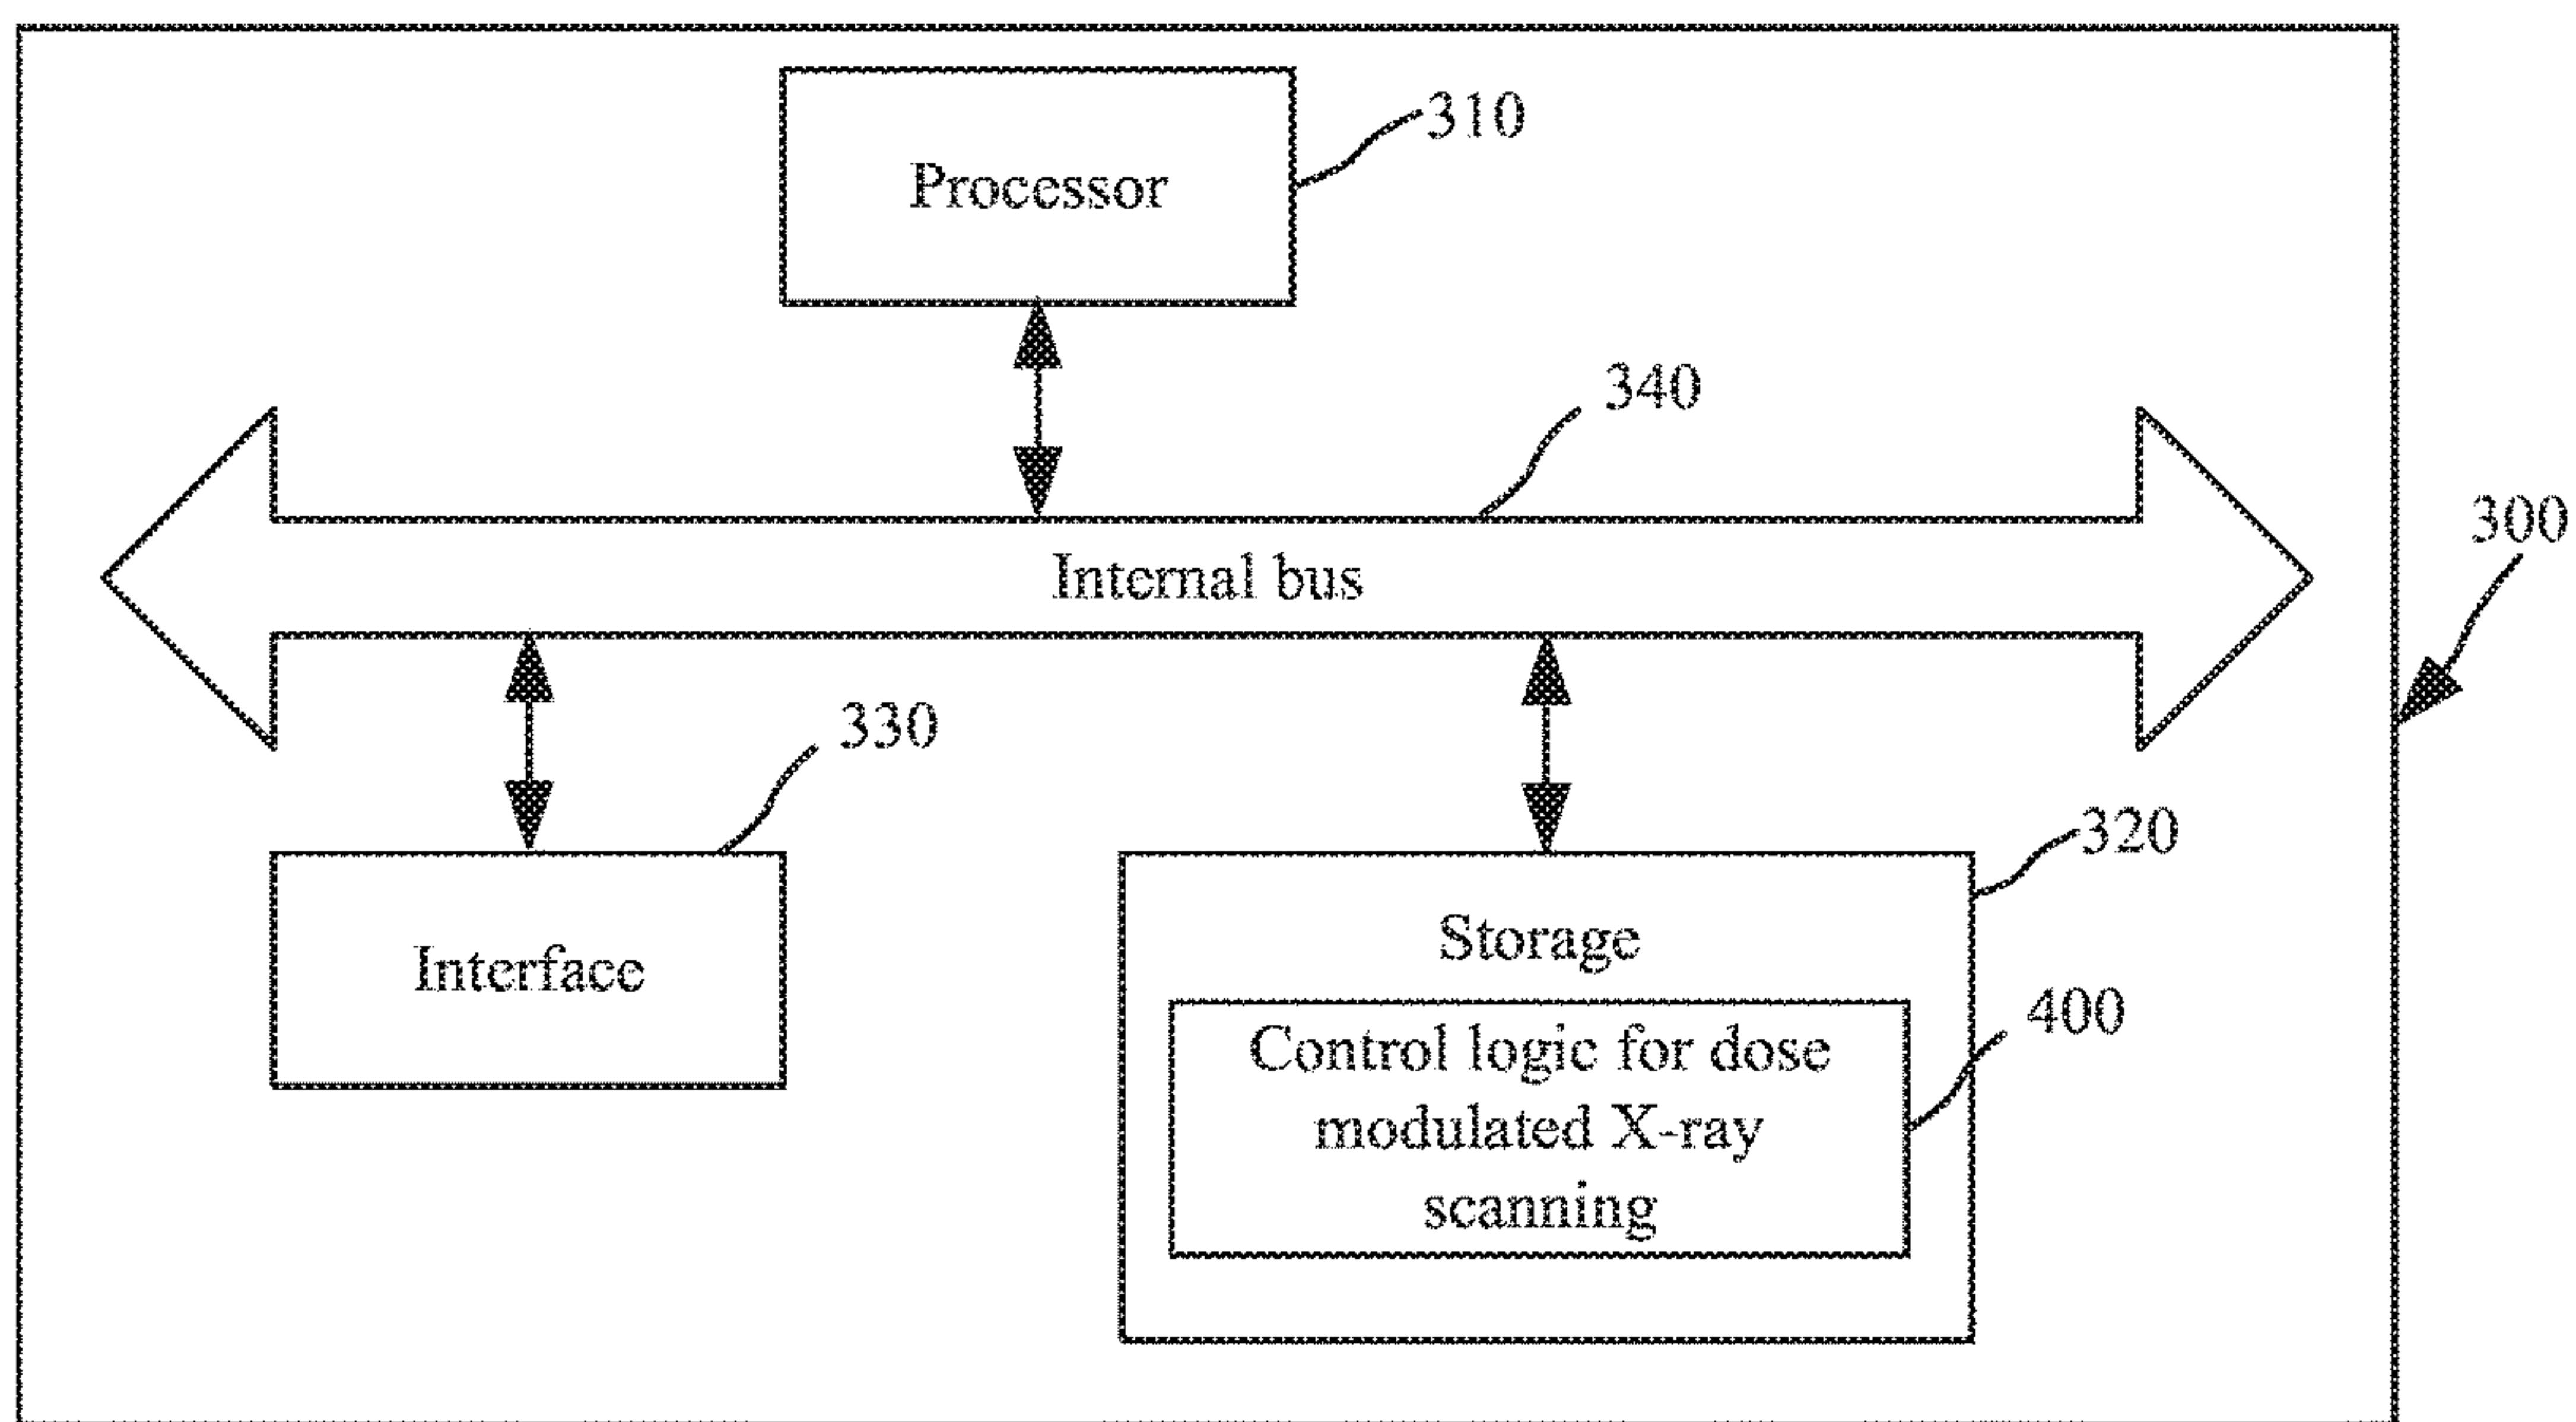 310
Processor
340
300
Internal bus
330
320
Storage
Interface
400
Control logic for dose
modulated X-ray
scanning